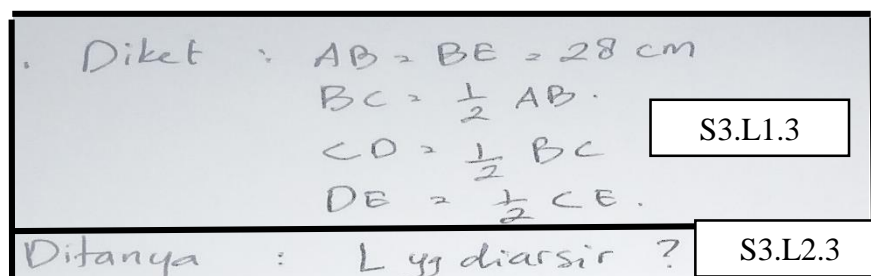 . Diket : AB = BE = 28 cm
BC = 1/2 AB.
S3.L1.3
CD = 1/2 BC
DE = 1/2 CE.
Ditanya : L yg diarsir ?
S3.L2.3